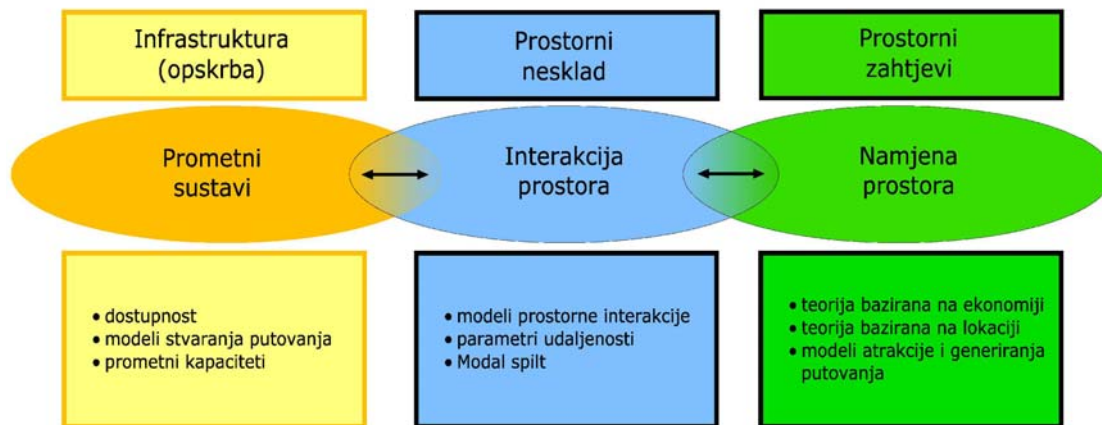 Infrastruktura
(opskrba)
Prostorni
nesklad
Prostorni
zahtjevi
Prometni
sustavi
Interakcija
prostora
Namjena
prostora
• dostupnost
• modeli stvaranja putovanja
• prometni kapaciteti
• modeli prostorne interakcije
• parametri udaljenosti
• Modal spilt
• teorija bazirana na ekonomiji
• teorija bazirana na lokaciji
• modeli atrakcije i generiranja
putovanja